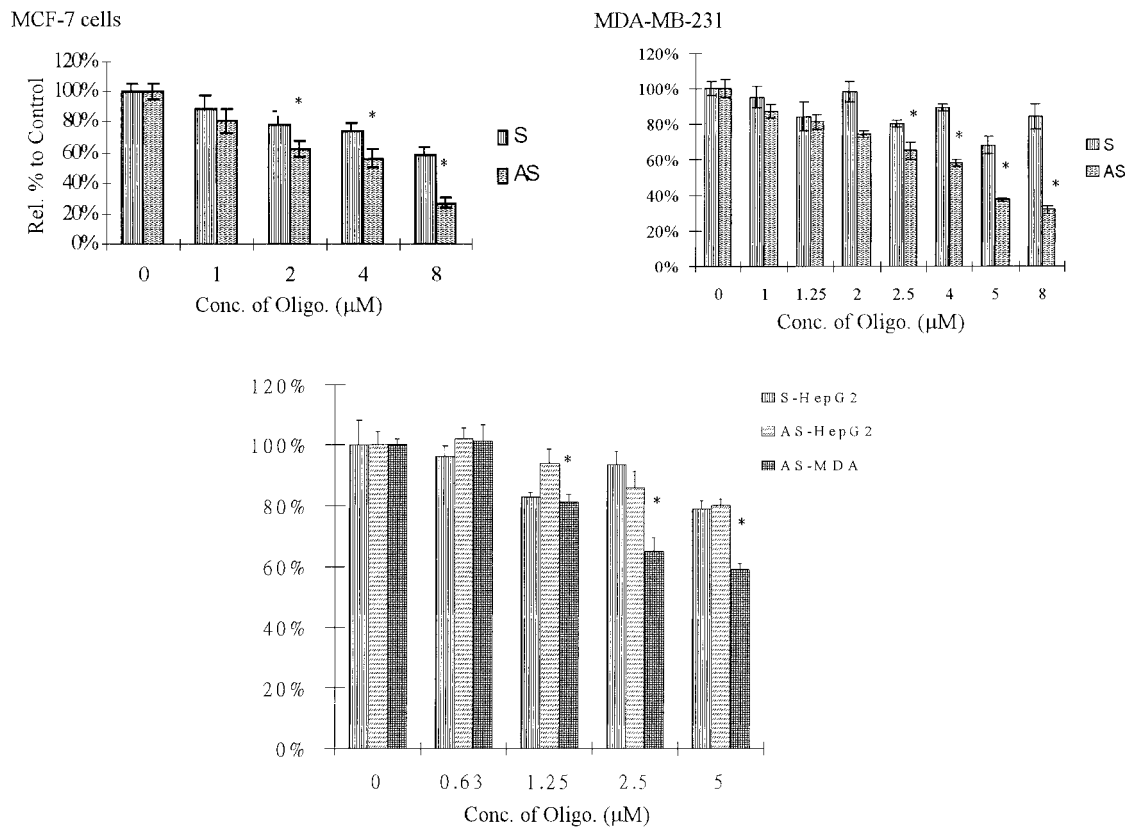 MCF-7 cells
Rel. % to Control
120%
100%
80%
60%
40%
20%
0%
*
*
*
0 1 2 4 8
Conc. of Oligo. (μM)
S
AS
MDA-MB-231
120%
100%
80%
60%
40%
20%
0%
*
*
*
*
0 1 1.25 2 2.5 4 5 8
Conc. of Oligo. (μM)
S
AS
120%
100%
80%
60%
40%
20%
0%
*
*
*
0 0.63 1.25 2.5 5
Conc. of Oligo. (μM)
S-HepG2
AS-HepG2
AS-MDA